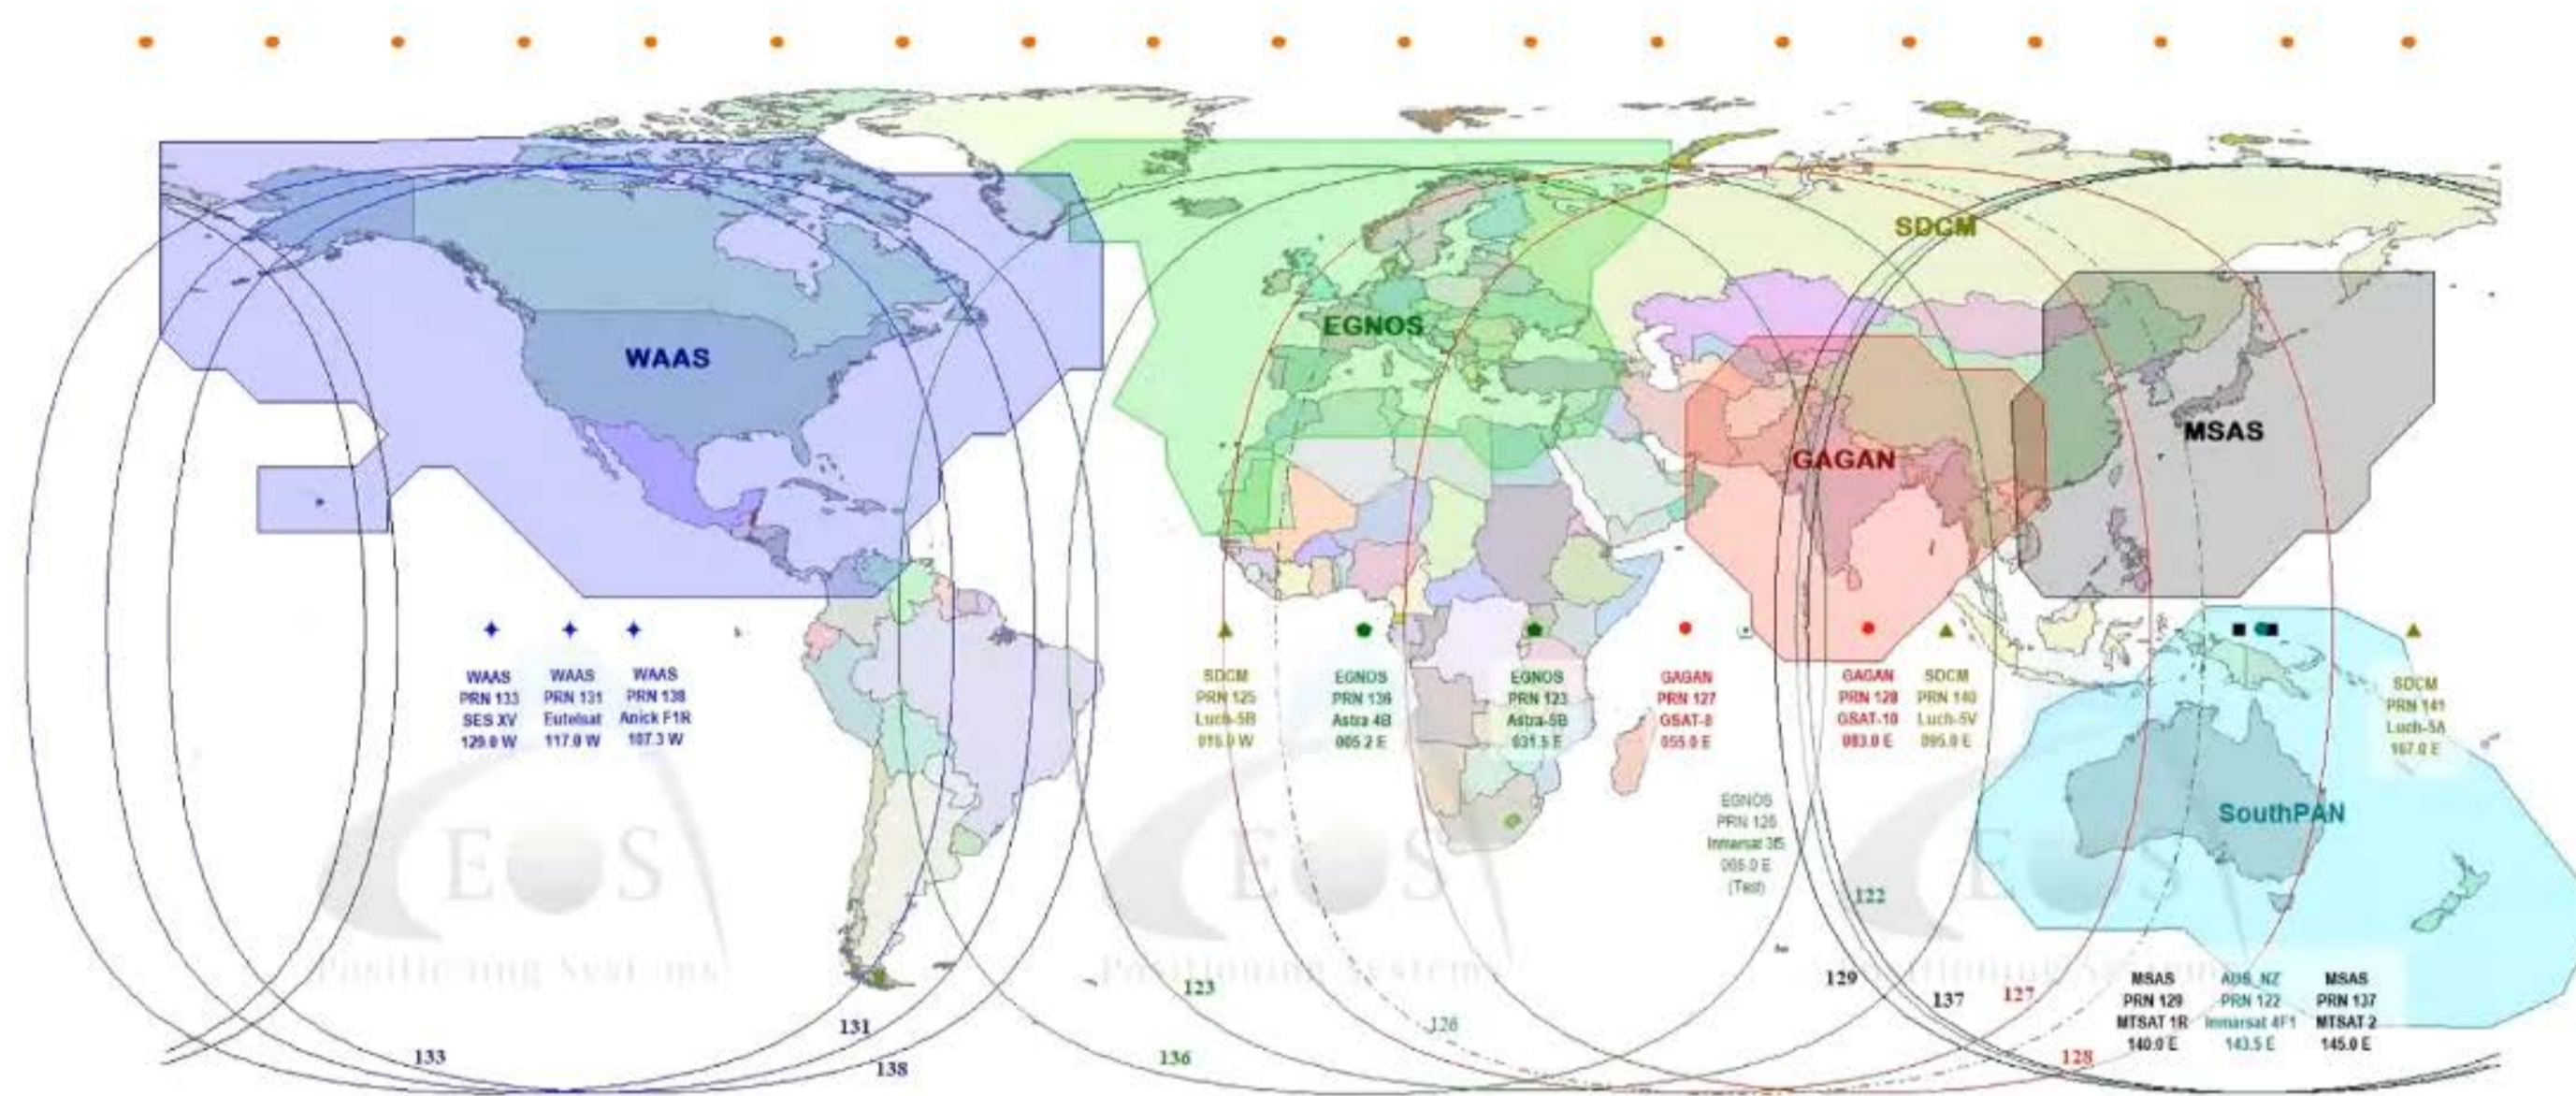 SDCM
EGNOS
WAAS
MSAS
GAGAN
WAAS
PRN 133
SES XV
129.0 W
WAAS
PRN 131
Eutelsat
117.0 W
WAAS
PRN 138
Anick F1R
107.3 W
SDCM
PRN 125
Luch-5B
016.0 W
EGNOS
PRN 136
Astra 4B
005.2 E
EGNOS
PRN 123
Astra-5B
031.5 E
GAGAN
PRN 127
GSAT-8
055.0 E
GAGAN
PRN 128
GSAT-10
083.0 E
SDCM
PRN 140
Luch-5V
095.0 E
SDCM
PRN 141
Luch-5A
167.0 E
EGNOS
PRN 126
Inmarsat 3f5
(Test)
SouthPAN
EOS
Positioning Systems
EOS
Positioning Systems
EOS
Positioning Systems
122
123
129
137
127
MSAS
PRN 129
MTSAT 1R
140.0 E
AUS_NZ
PRN 122
Inmarsat 4F1
143.5 E
MSAS
PRN 137
MTSAT 2
145.0 E
131
126
133
138
136
128